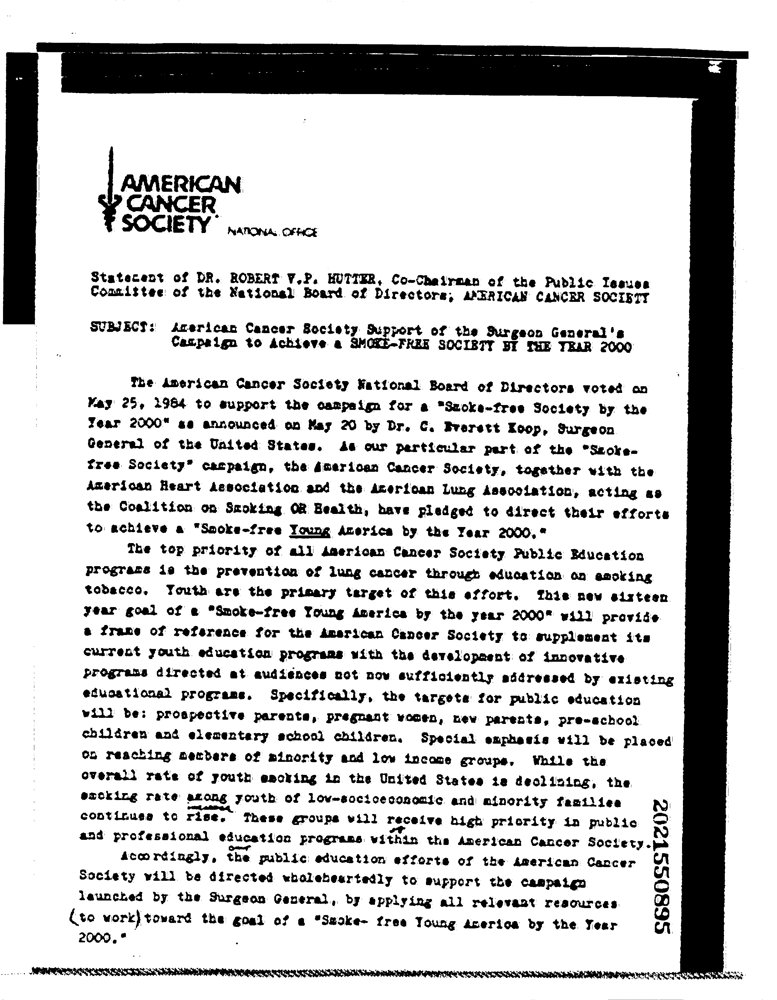 AMERICAN
CANCER
SOCIETY
NATIONAL OFFICE
Statement of DR. ROBERT V.P. HUTTER, Co-Chairman of the Public Issues
Committee of the National Board of Directors; AMERICAN CANCER SOCIETY
SUBJECT: American Cancer Society Support of the Surgeon General's
Campaign to Achieve a SMOKE-FREE SOCIETY BY THE YEAR 2000
The American Cancer Society National Board of Directors voted on
May 25, 1984 to support the campaign for a "Smoke-free Society by the
Year 2000" as announced on May 20 by Dr. C. Everett Koop, Surgeon
General of the United States. As our particular part of the "Smoke-
free Society" campaign, the American Cancer Society, together with the
American Heart Association and the American Lung Association, acting as
the Coalition on Smoking OR Health, have pledged to direct their efforts
to achieve a "Smoke-free Young America by the Year 2000."
The top priority of all American Cancer Society Public Education
programs is the prevention of lung cancer through education on smoking
tobacco. Youth are the primary target of this effort. This new sixteen
year goal of a "Smoke-free Young America by the year 2000" will provide
a frame of reference for the American Cancer Society to supplement its
current youth education programs with the development of innovative
programs directed at audiences not now sufficiently addressed by existing
educational programs. Specifically, the targets for public education
will be: prospective parents, pregnant women, new parents, pre-school
children and elementary school children. Special emphasis will be placed
on reaching members of minority and low income groups. While the
overall rate of youth smoking in the United States is declining, the
smoking rate among youth of low-socioeconomic and minority families
continues to rise. These groups will receive high priority in public
and professional education programs within the American Cancer Society.
Accordingly, the public education efforts of the American Cancer
Society will be directed wholeheartedly to support the campaign
launched by the Surgeon General, by applying all relevant resources
(to work) toward the goal of a "Smoke- free Young America by the Year
2000."
2021550895